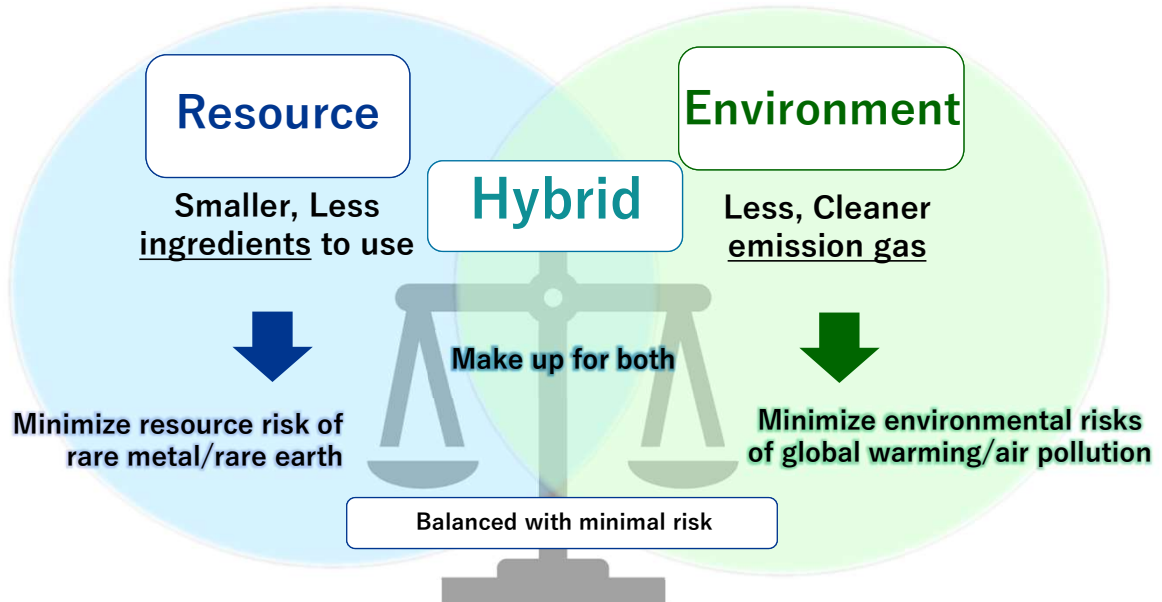 Resource
Environment
Hybrid
Smaller, Less
ingredients to use
Less, Cleaner
emission gas
Make up for both
Minimize resource risk of
rare metal/rare earth
Minimize environmental risks
of global warming/air pollution
Balanced with minimal risk